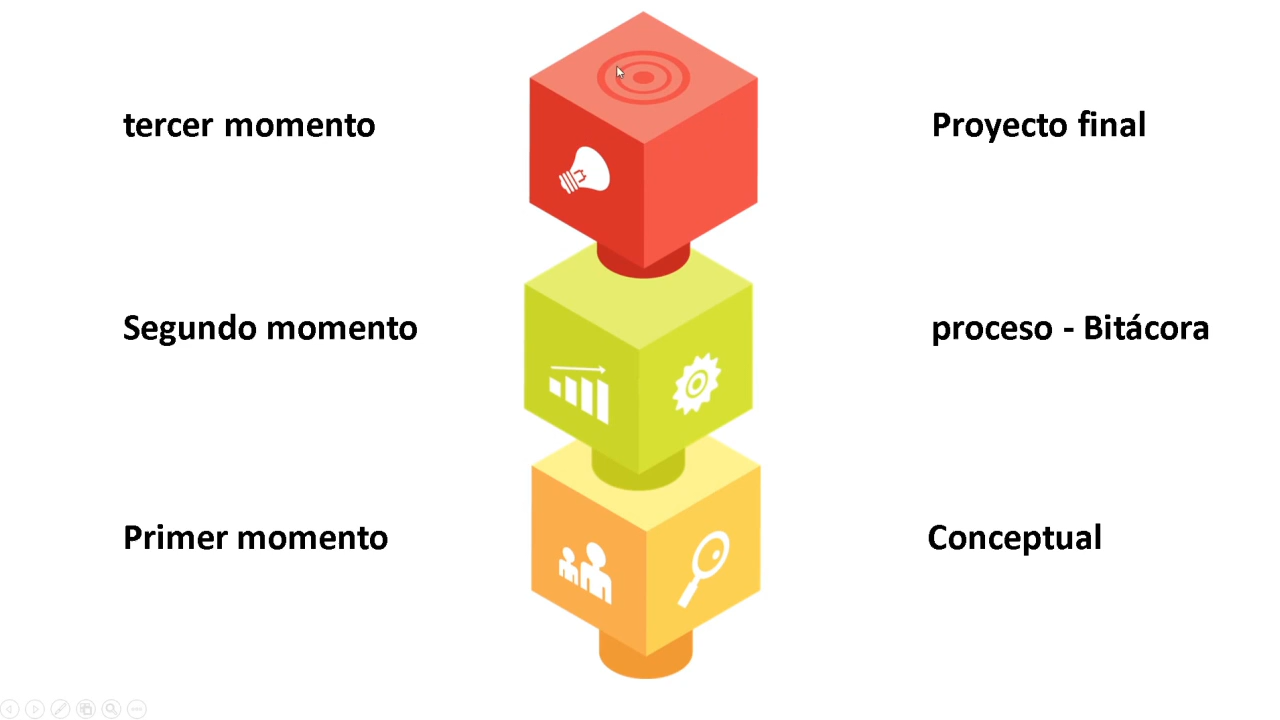 tercer momento
Proyecto final
Segundo momento
proceso - Bitácora
Primer momento
Conceptual